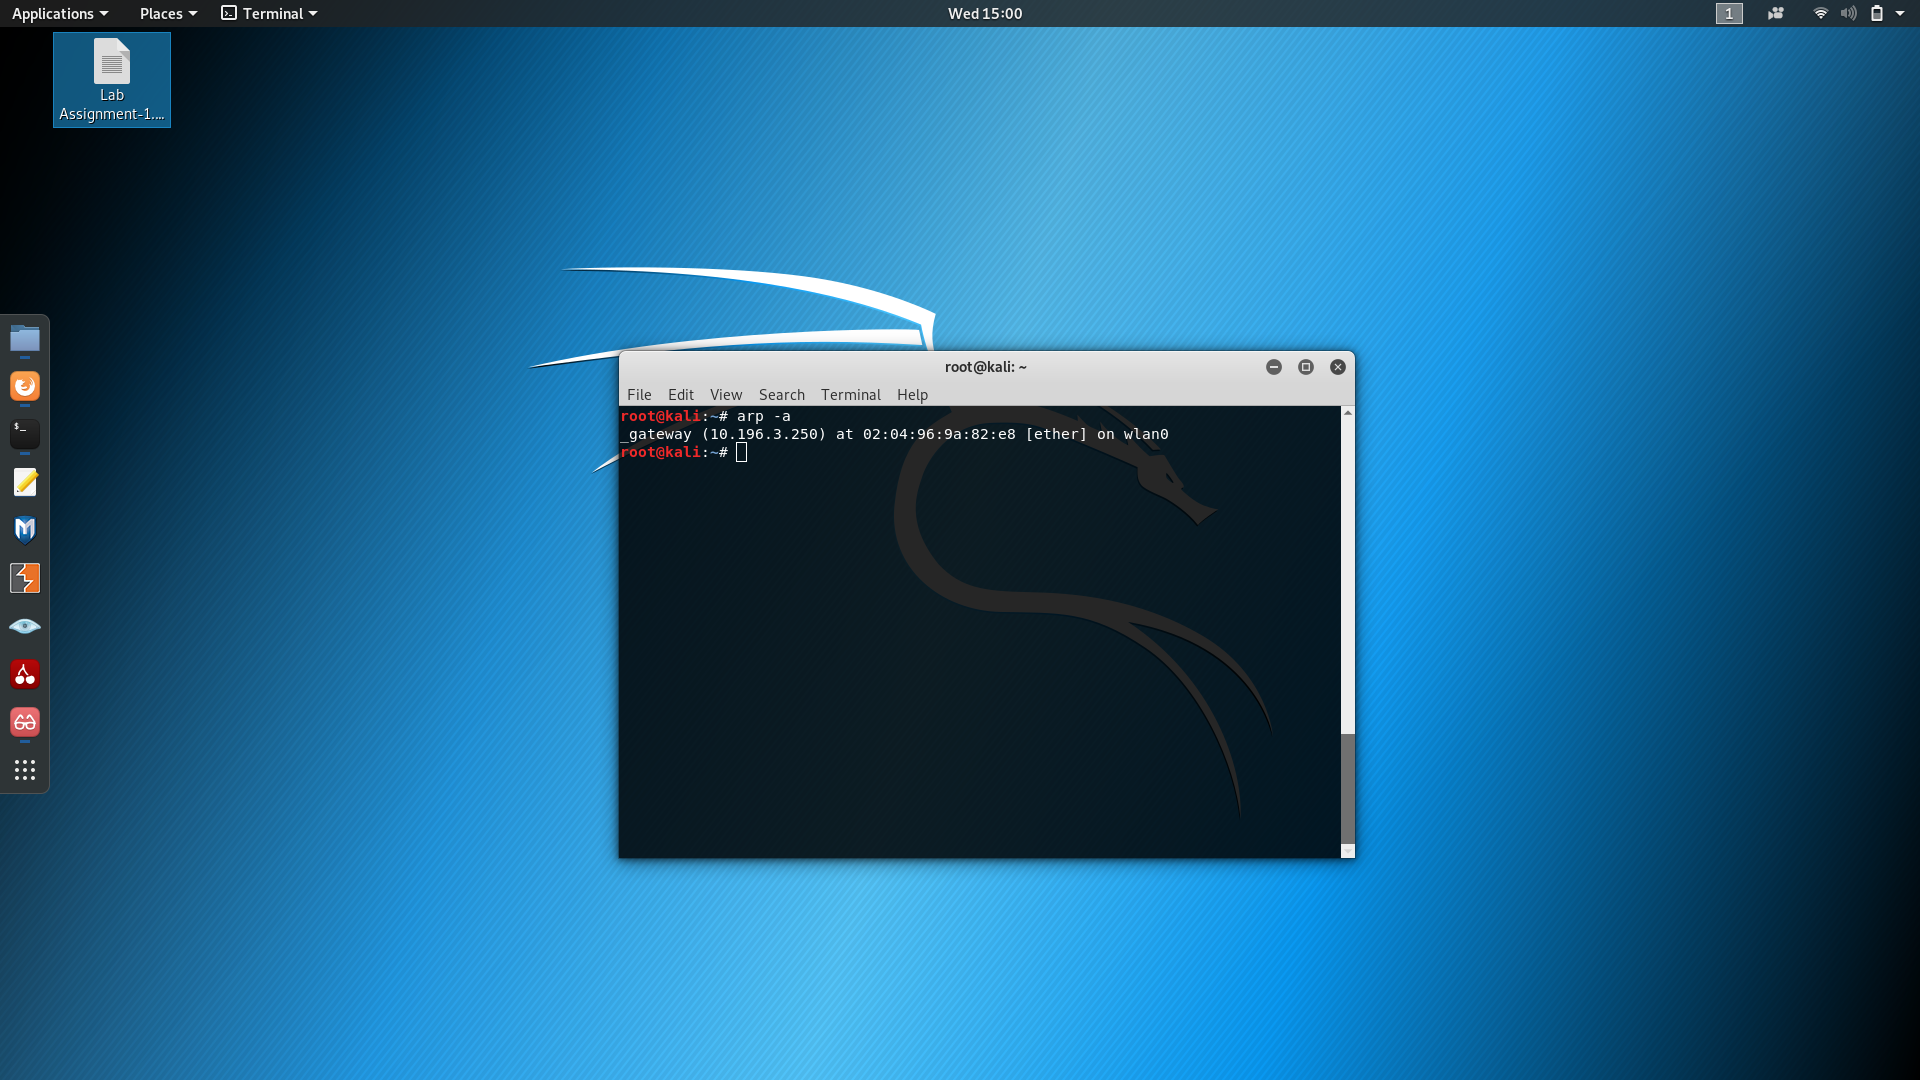 Applications Places Terminal Wed 15:00 1
Lab
Assignment-1....
root@kali: ~
File Edit View Search Terminal Help
root@kali:~# arp -a
_gateway (10.196.3.250) at 02:04:96:9a:82:e8 [ether] on wlan0
root@kali:~#